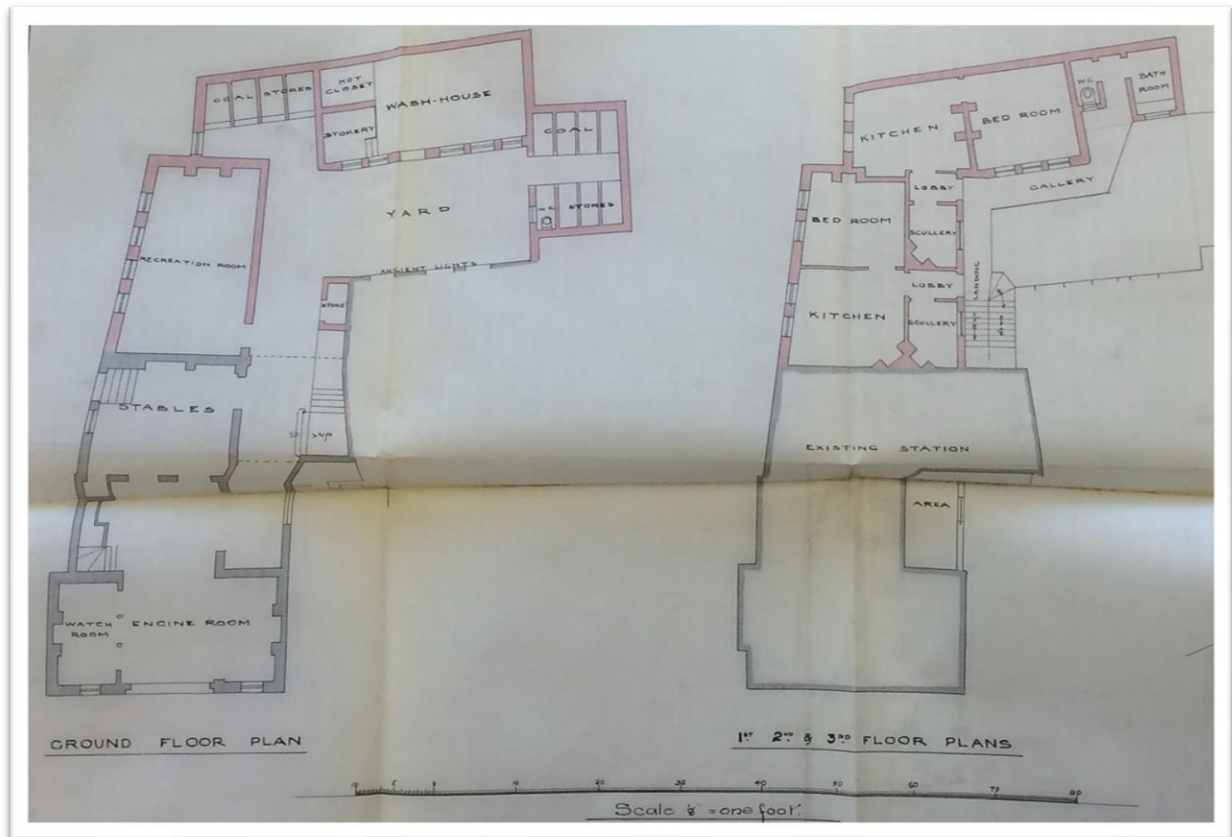 COAL STORES
HOT CLOSET
WASH-HOUSE
STOKERY
COAL
YARD
W.C.
STORES
RECREATION ROOM
ANCIENT LIGHTS
STORE
STABLES
UP
WATCH ROOM
ENGINE ROOM
GROUND FLOOR PLAN
W.C.
BATH ROOM
KITCHEN
BED ROOM
LOBBY
GALLERY
BED ROOM
SCULLERY
LANDING
LOBBY
KITCHEN
SCULLERY
EXISTING STATION
AREA
1ST 2ND & 3RD FLOOR PLANS
10 5 0 10 20 30 40 50 60 70 80
Scale ⅛" = one foot.